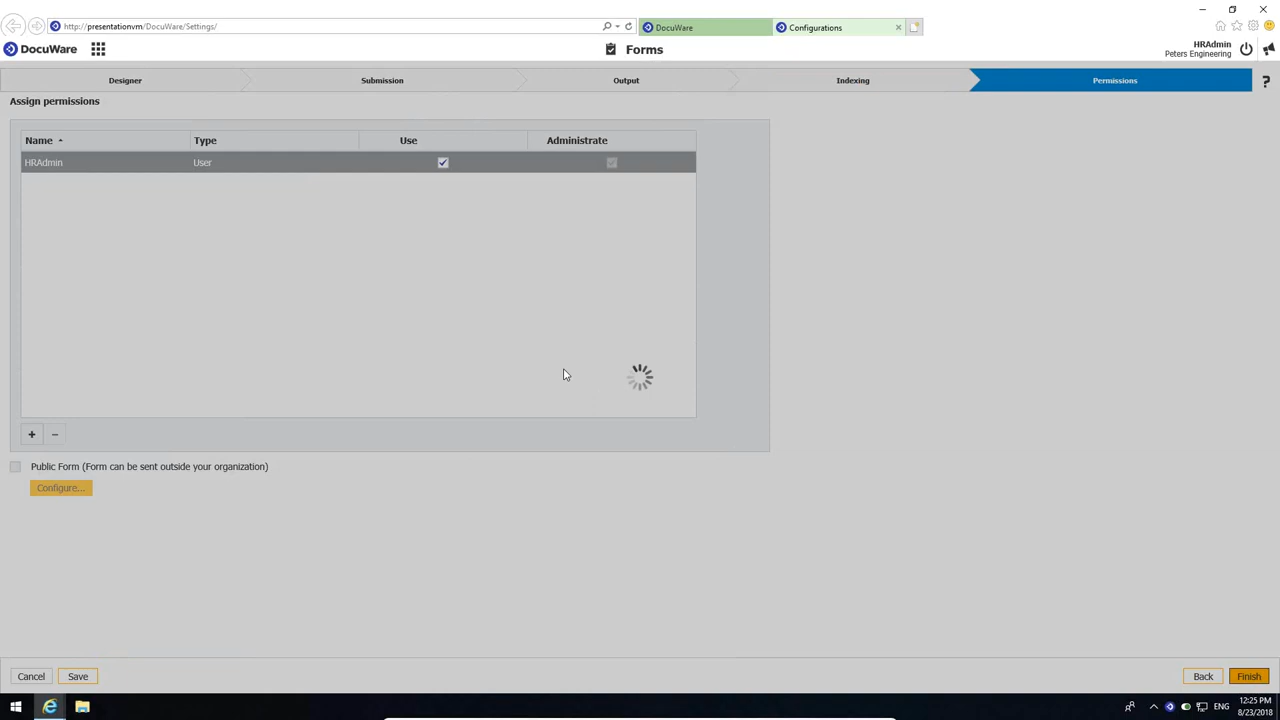 http://presentationvm/DocuWare/Settings/
DocuWare
Configurations
DocuWare
Forms
HRAdmin
Peters Engineering
Designer
Submission
Output
Indexing
Permissions
?
Assign permissions
Name
Type
Use
Administrate
HRAdmin
User
+
−
Public Form (Form can be sent outside your organization)
Configure...
Cancel
Save
Back
Finish
ENG
12:25 PM
8/23/2018